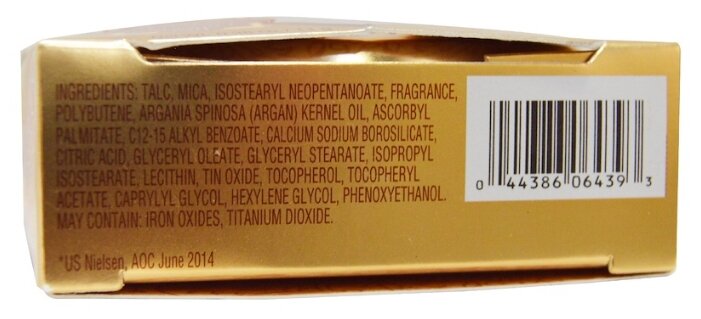 INGREDIENTS: TALC, MICA, ISOSTEARYL NEOPENTANOATE, FRAGRANCE,
POLYBUTENE, ARGANIA SPINOSA (ARGAN) KERNEL OIL, ASCORBYL
PALMITATE, C12-15 ALKYL BENZOATE, CALCIUM SODIUM BOROSILICATE,
CITRIC ACID, GLYCERYL OLEATE, GLYCERYL STEARATE, ISOPROPYL
ISOSTEARATE. LECITHIN, TIN OXIDE, TOCOPHEROL, TOCOPHERYL
ACETATE, CAPRYLYL GLYCOL, HEXYLENE GLYCOL, PHENOXYETHANOL.
MAY CONTAIN: IRON OXIDES, TITANIUM DIOXIDE.
*US Nielsen, AOC June 2014
0 44386 06439 3